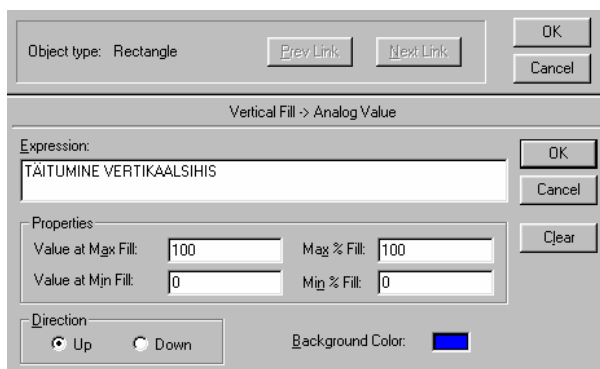 Object type: Rectangle
Prev Link
Next Link
OK
Cancel
Vertical Fill -> Analog Value
Expression:
TÄITUMINE VERTIKAALSIHIS
OK
Cancel
Clear
Properties
Value at Max Fill: 100
Max % Fill: 100
Value at Min Fill: 0
Min % Fill: 0
Direction
Up
Down
Background Color: